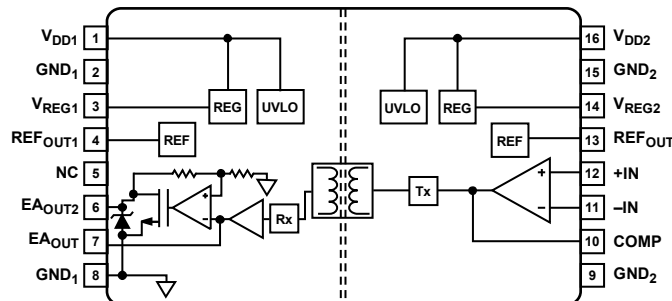 VDD1 1
GND1 2
VREG1 3
REFOUT1 4
NC 5
EAOUT2 6
EAOUT 7
GND1 8
REG
UVLO
REF
+
–
Rx
Tx
UVLO
REG
REF
+
–
16 VDD2
15 GND2
14 VREG2
13 REFOUT
12 +IN
11 –IN
10 COMP
9 GND2